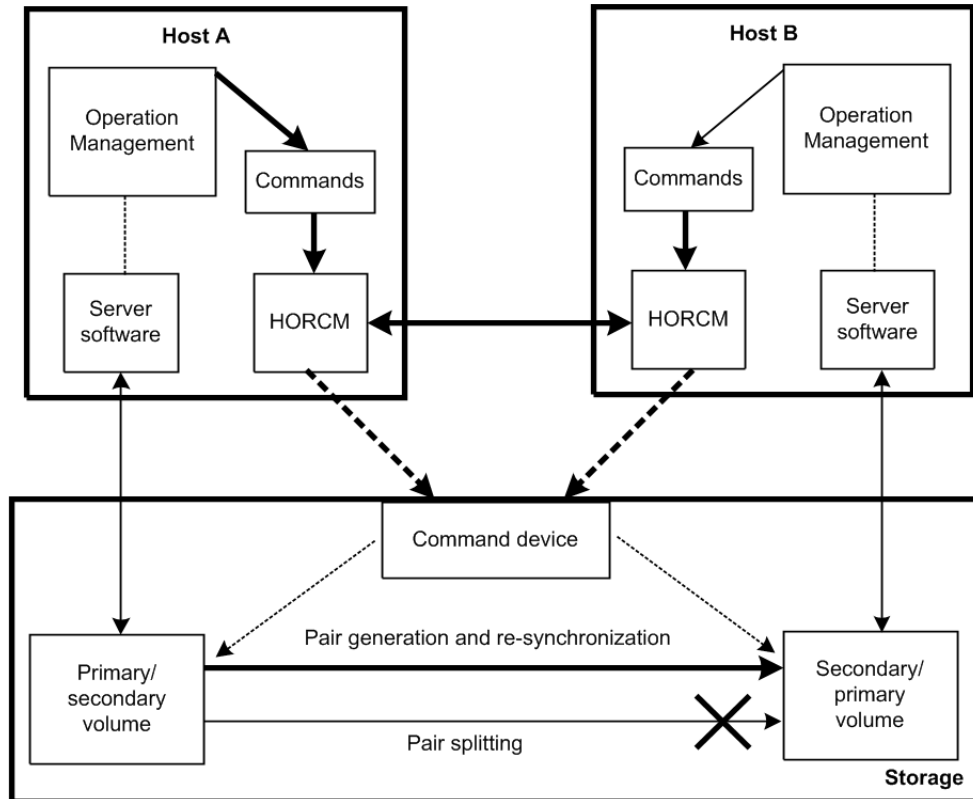 Host A
Operation
Management
Commands
Server
software
HORCM
Host B
Operation
Management
Commands
HORCM
Server
software
Command device
Pair generation and re-synchronization
Primary/
secondary
volume
Secondary/
primary
volume
Pair splitting
Storage